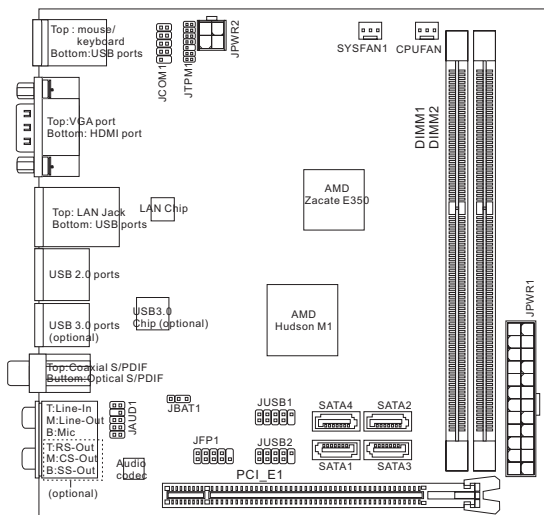 Top : mouse/
keyboard
Bottom:USB ports
JCOM1
JTPM1
JPWR2
SYSFAN1
CPUFAN
Top:VGA port
Bottom: HDMI port
DIMM1
DIMM2
Top: LAN Jack
Bottom: USB ports
LAN Chip
AMD
Zacate E350
USB 2.0 ports
USB 3.0 ports
(optional)
USB3.0
Chip (optional)
AMD
Hudson M1
JPWR1
Top:Coaxial S/PDIF
Buttom:Optical S/PDIF
T:Line-In
M:Line-Out
B:Mic
T:RS-Out
M:CS-Out
B:SS-Out
(optional)
JAUD1
JBAT1
Audio
codec
JFP1
JUSB1
JUSB2
SATA4
SATA2
SATA1
SATA3
PCI_E1